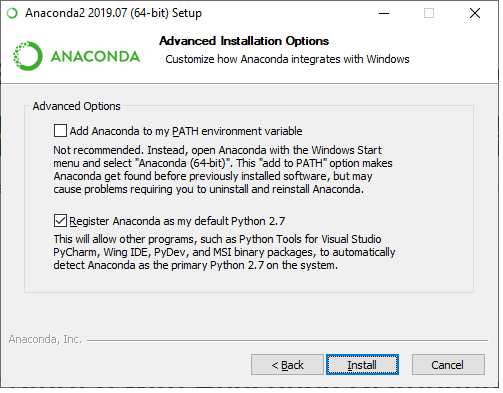 Anaconda2 2019.07 (64-bit) Setup
ANACONDA
Advanced Installation Options
Customize how Anaconda integrates with Windows
Advanced Options
Add Anaconda to my PATH environment variable
Not recommended. Instead, open Anaconda with the Windows Start
menu and select "Anaconda (64-bit)". This "add to PATH" option makes
Anaconda get found before previously installed software, but may
cause problems requiring you to uninstall and reinstall Anaconda.
Register Anaconda as my default Python 2.7
This will allow other programs, such as Python Tools for Visual Studio
PyCharm, Wing IDE, PyDev, and MSI binary packages, to automatically
detect Anaconda as the primary Python 2.7 on the system.
Anaconda, Inc.
< Back
Install
Cancel